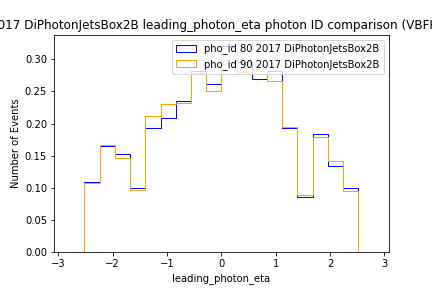 017 DiPhotonJetsBox2B leading_photon_eta photon ID comparison (VBFH
pho_id 80 2017 DiPhotonJetsBox2B
pho_id 90 2017 DiPhotonJetsBox2B
Number of Events
0.30
0.25
0.20
0.15
0.10
0.05
0.00
−3 −2 −1 0 1 2 3
leading_photon_eta